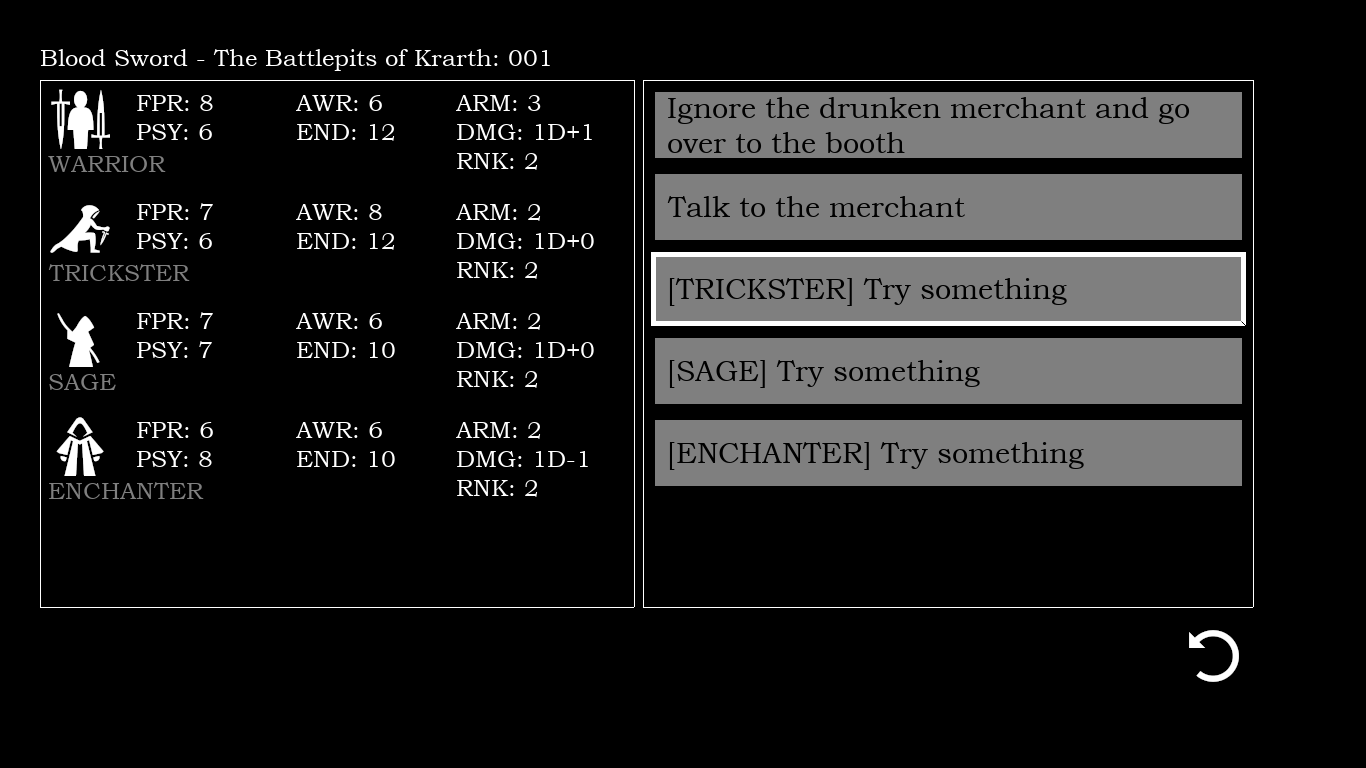 Blood Sword - The Battlepits of Krarth: 001
FPR: 8 AWR: 6 ARM: 3
PSY: 6 END: 12 DMG: 1D+1
WARRIOR RNK: 2
FPR: 7 AWR: 8 ARM: 2
PSY: 6 END: 12 DMG: 1D+0
TRICKSTER RNK: 2
FPR: 7 AWR: 6 ARM: 2
PSY: 7 END: 10 DMG: 1D+0
SAGE RNK: 2
FPR: 6 AWR: 6 ARM: 2
PSY: 8 END: 10 DMG: 1D-1
ENCHANTER RNK: 2
Ignore the drunken merchant and go
over to the booth
Talk to the merchant
[TRICKSTER] Try something
[SAGE] Try something
[ENCHANTER] Try something